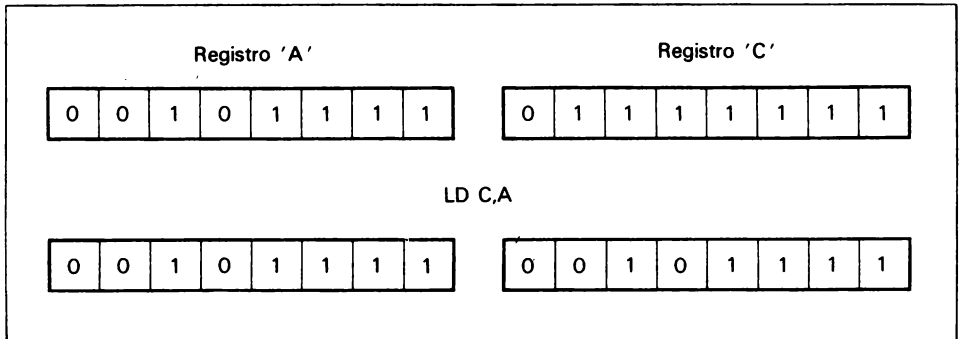 Registro 'A' Registro 'C'
0 0 1 0 1 1 1 1 0 1 1 1 1 1 1 1
LD C,A
0 0 1 0 1 1 1 1 0 0 1 0 1 1 1 1